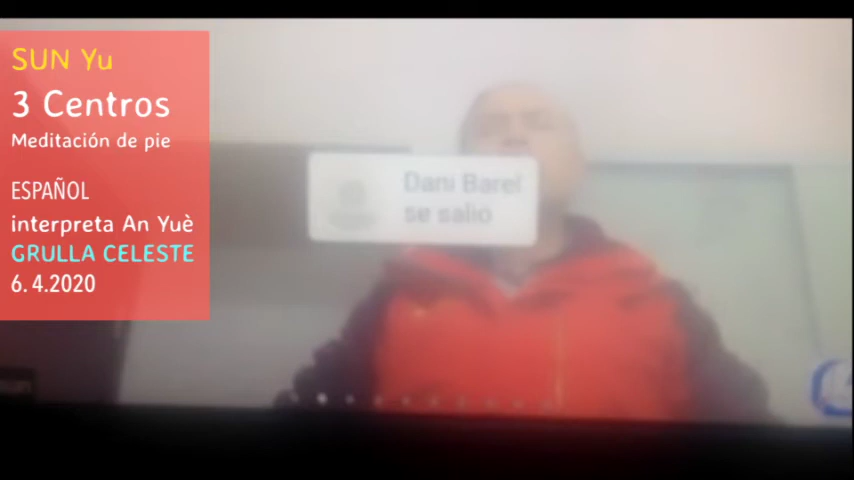 SUN Yu
3 Centros
Meditación de pie
ESPAÑOL
interpreta An Yuè
GRULLA CELESTE
6.4.2020
Dani Barel
se salio